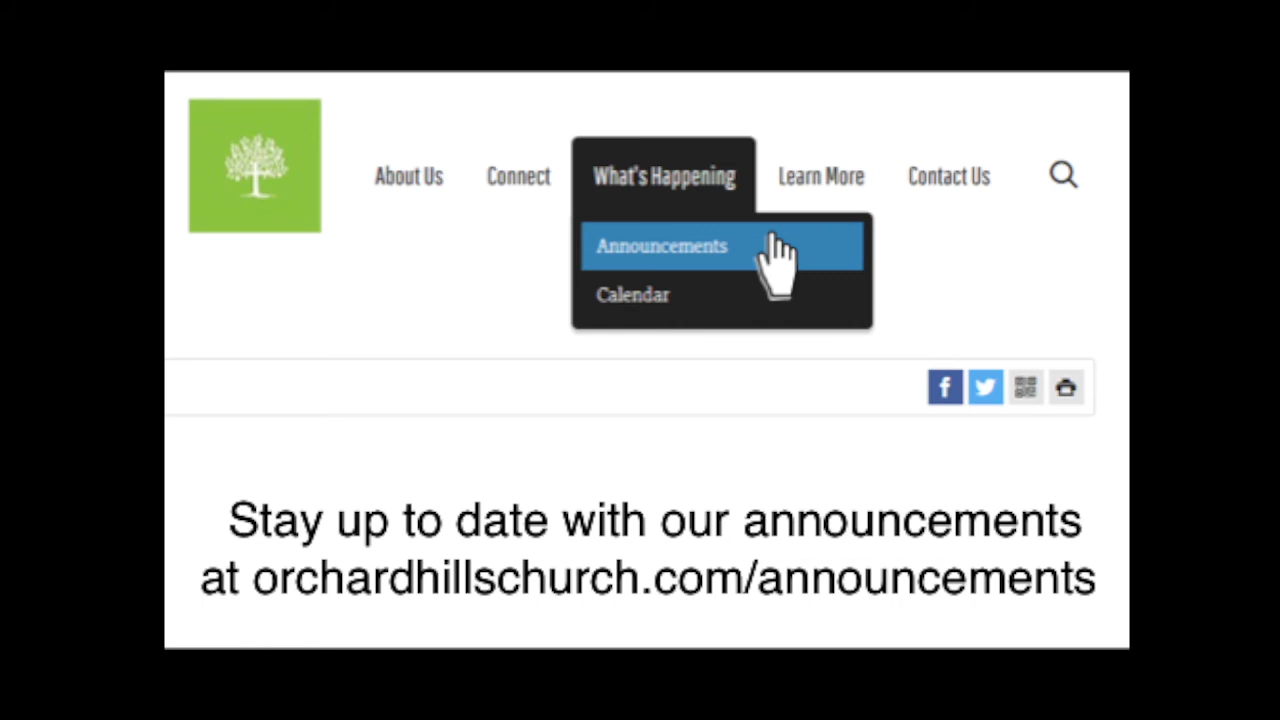 About Us Connect What's Happening Learn More Contact Us
Announcements
Calendar
f
Stay up to date with our announcements
at orchardhillschurch.com/announcements